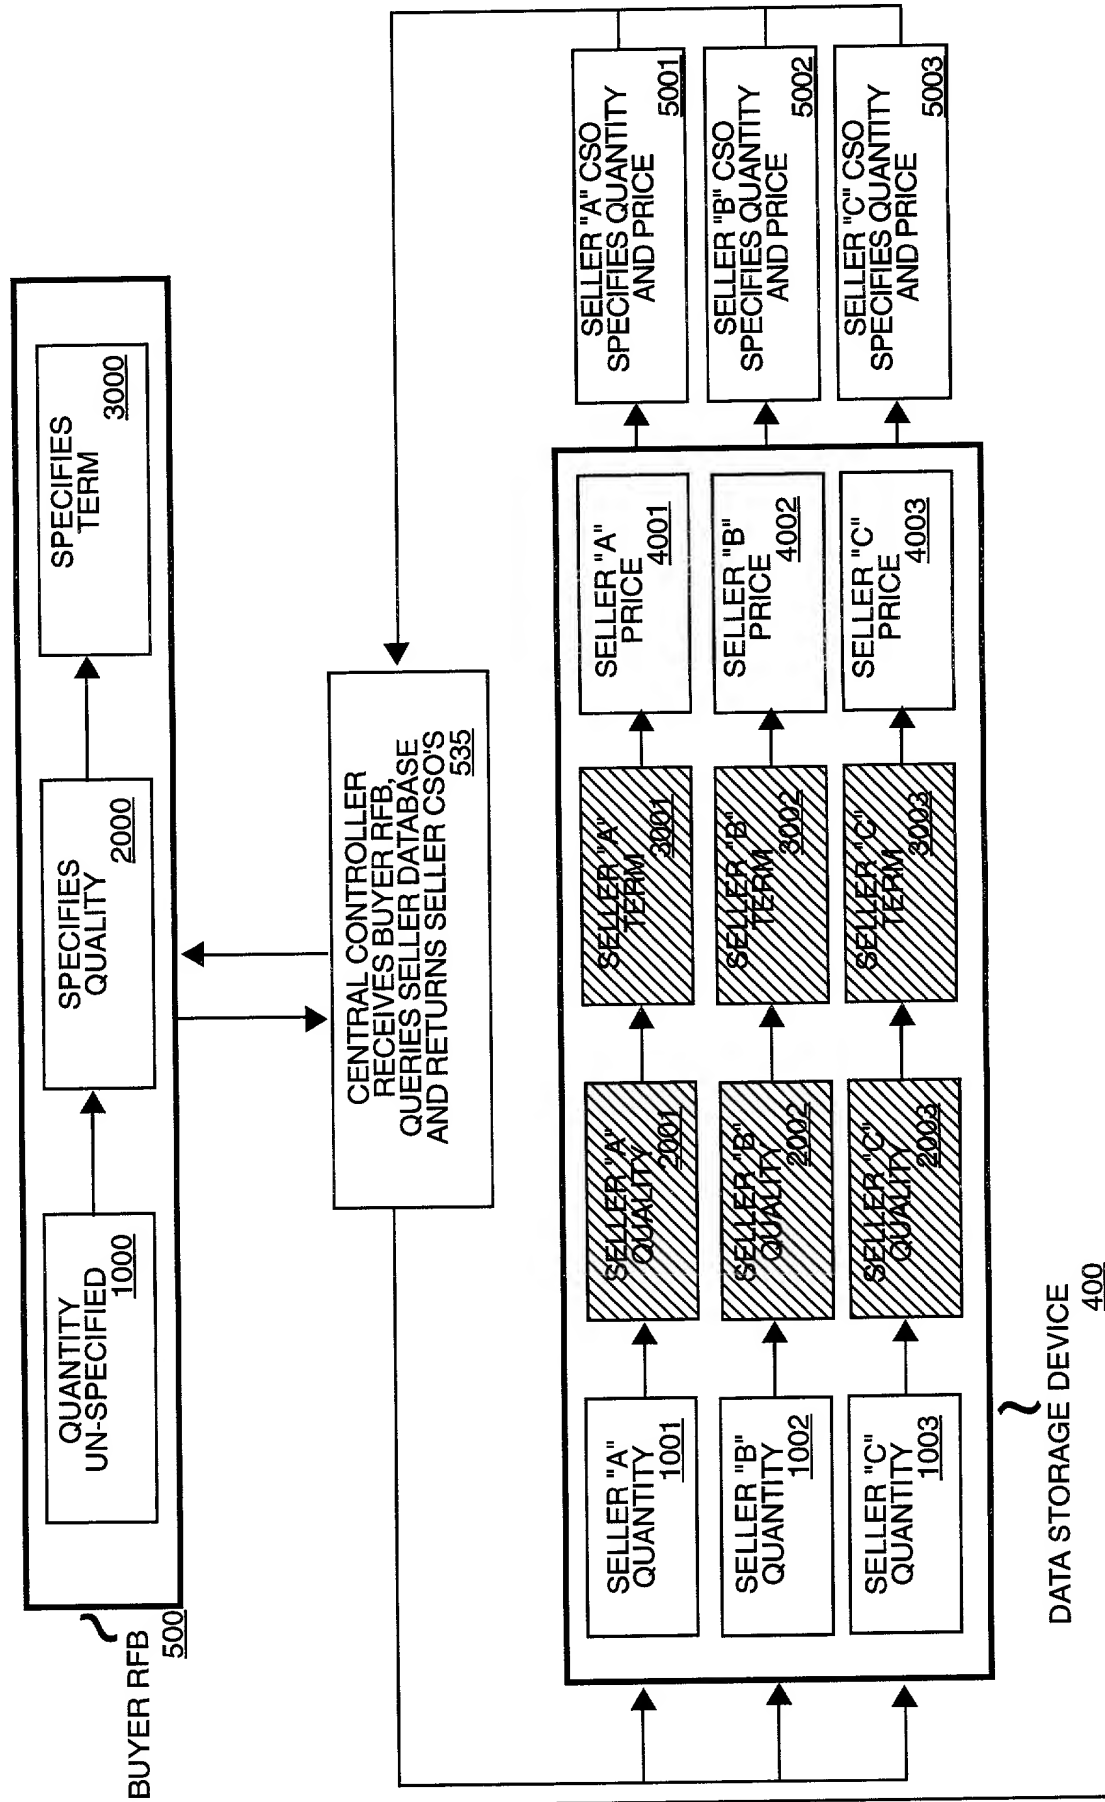 BUYER RFB
500
QUANTITY
UN-SPECIFIED
1000
SPECIFIES
QUALITY
2000
SPECIFIES
TERM
3000
CENTRAL CONTROLLER
RECEIVES BUYER RFB,
QUERIES SELLER DATABASE
AND RETURNS SELLER CSO'S
535
SELLER "A"
QUANTITY
1001
SELLER "A"
QUALITY
2001
SELLER "A"
TERM
3001
SELLER "A"
PRICE
4001
SELLER "A" CSO
SPECIFIES QUANTITY
AND PRICE
5001
SELLER "B"
QUANTITY
1002
SELLER "B"
QUALITY
2002
SELLER "B"
TERM
3002
SELLER "B"
PRICE
4002
SELLER "B" CSO
SPECIFIES QUANTITY
AND PRICE
5002
SELLER "C"
QUANTITY
1003
SELLER "C"
QUALITY
2003
SELLER "C"
TERM
3003
SELLER "C"
PRICE
4003
SELLER "C" CSO
SPECIFIES QUANTITY
AND PRICE
5003
DATA STORAGE DEVICE
400